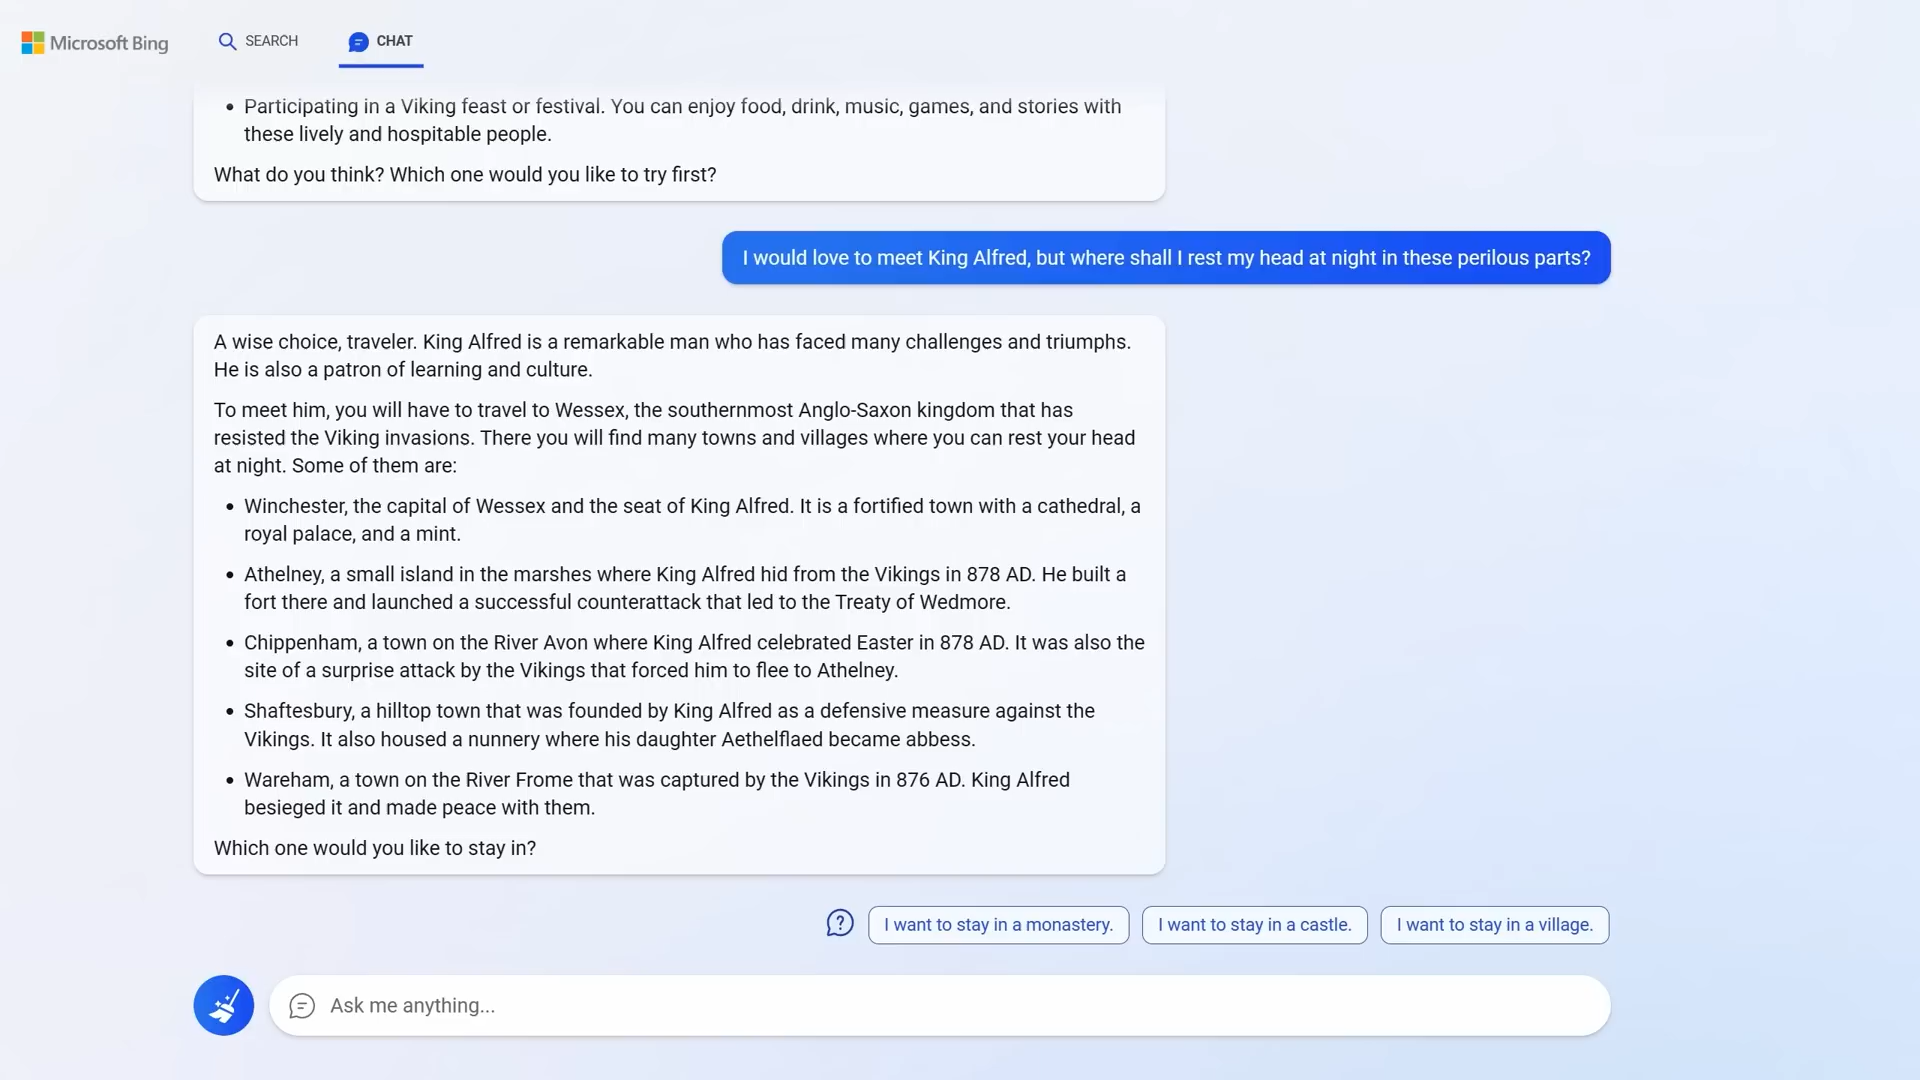 Microsoft Bing
SEARCH
CHAT
• Participating in a Viking feast or festival. You can enjoy food, drink, music, games, and stories with
these lively and hospitable people.
What do you think? Which one would you like to try first?
I would love to meet King Alfred, but where shall I rest my head at night in these perilous parts?
A wise choice, traveler. King Alfred is a remarkable man who has faced many challenges and triumphs.
He is also a patron of learning and culture.
To meet him, you will have to travel to Wessex, the southernmost Anglo-Saxon kingdom that has
resisted the Viking invasions. There you will find many towns and villages where you can rest your head
at night. Some of them are:
• Winchester, the capital of Wessex and the seat of King Alfred. It is a fortified town with a cathedral, a
royal palace, and a mint.
• Athelney, a small island in the marshes where King Alfred hid from the Vikings in 878 AD. He built a
fort there and launched a successful counterattack that led to the Treaty of Wedmore.
• Chippenham, a town on the River Avon where King Alfred celebrated Easter in 878 AD. It was also the
site of a surprise attack by the Vikings that forced him to flee to Athelney.
• Shaftesbury, a hilltop town that was founded by King Alfred as a defensive measure against the
Vikings. It also housed a nunnery where his daughter Aethelflaed became abbess.
• Wareham, a town on the River Frome that was captured by the Vikings in 876 AD. King Alfred
besieged it and made peace with them.
Which one would you like to stay in?
I want to stay in a monastery.
I want to stay in a castle.
I want to stay in a village.
Ask me anything...